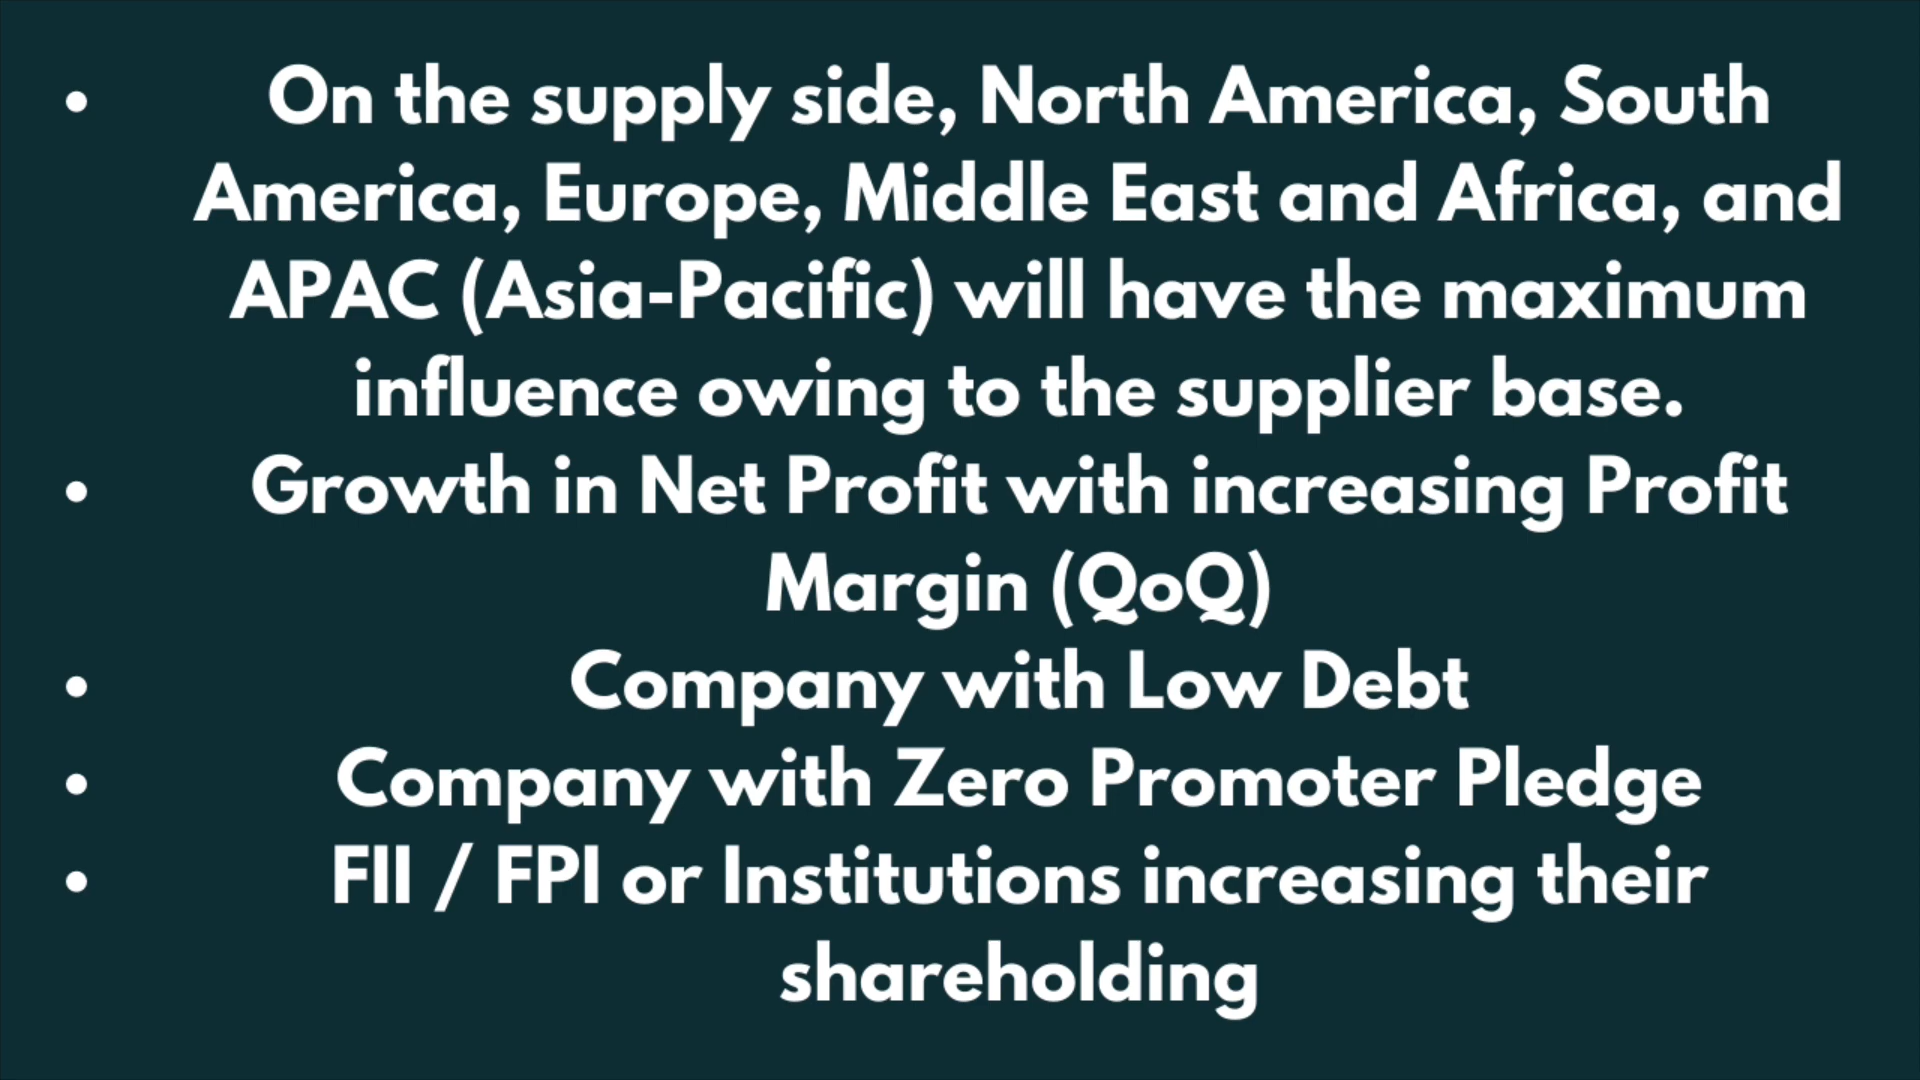 • On the supply side, North America, South
America, Europe, Middle East and Africa, and
APAC (Asia-Pacific) will have the maximum
influence owing to the supplier base.
• Growth in Net Profit with increasing Profit
Margin (QoQ)
• Company with Low Debt
• Company with Zero Promoter Pledge
• FII / FPI or Institutions increasing their
shareholding